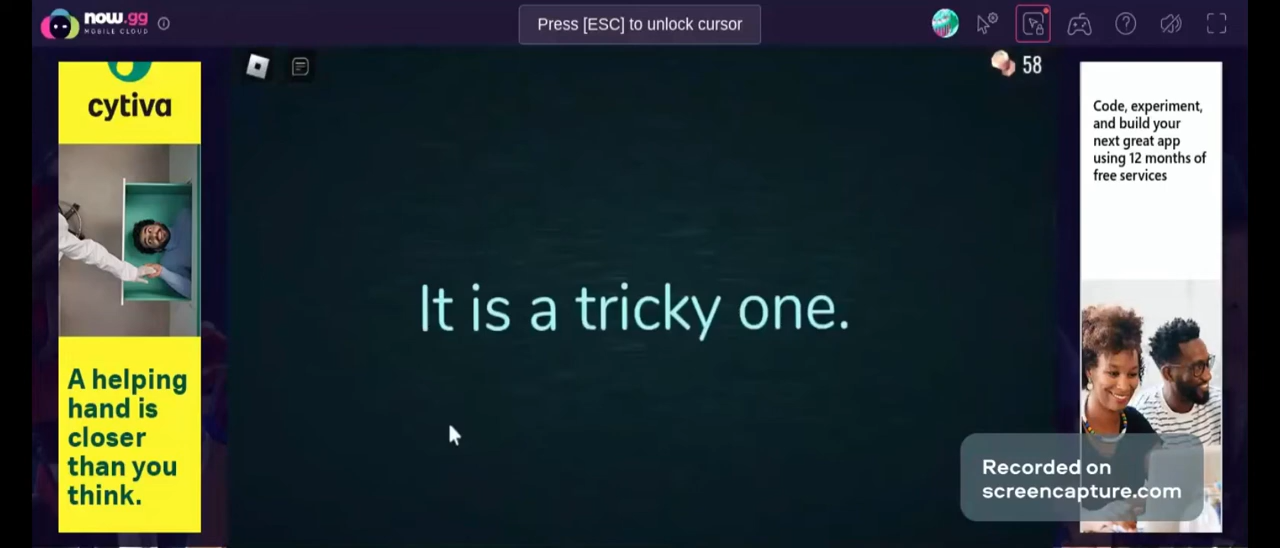 now.gg
MOBILE CLOUD
Press [ESC] to unlock cursor
58
cytiva
A helping
hand is
closer
than you
think.
It is a tricky one.
Code, experiment,
and build your
next great app
using 12 months of
free services
Recorded on
screencapture.com